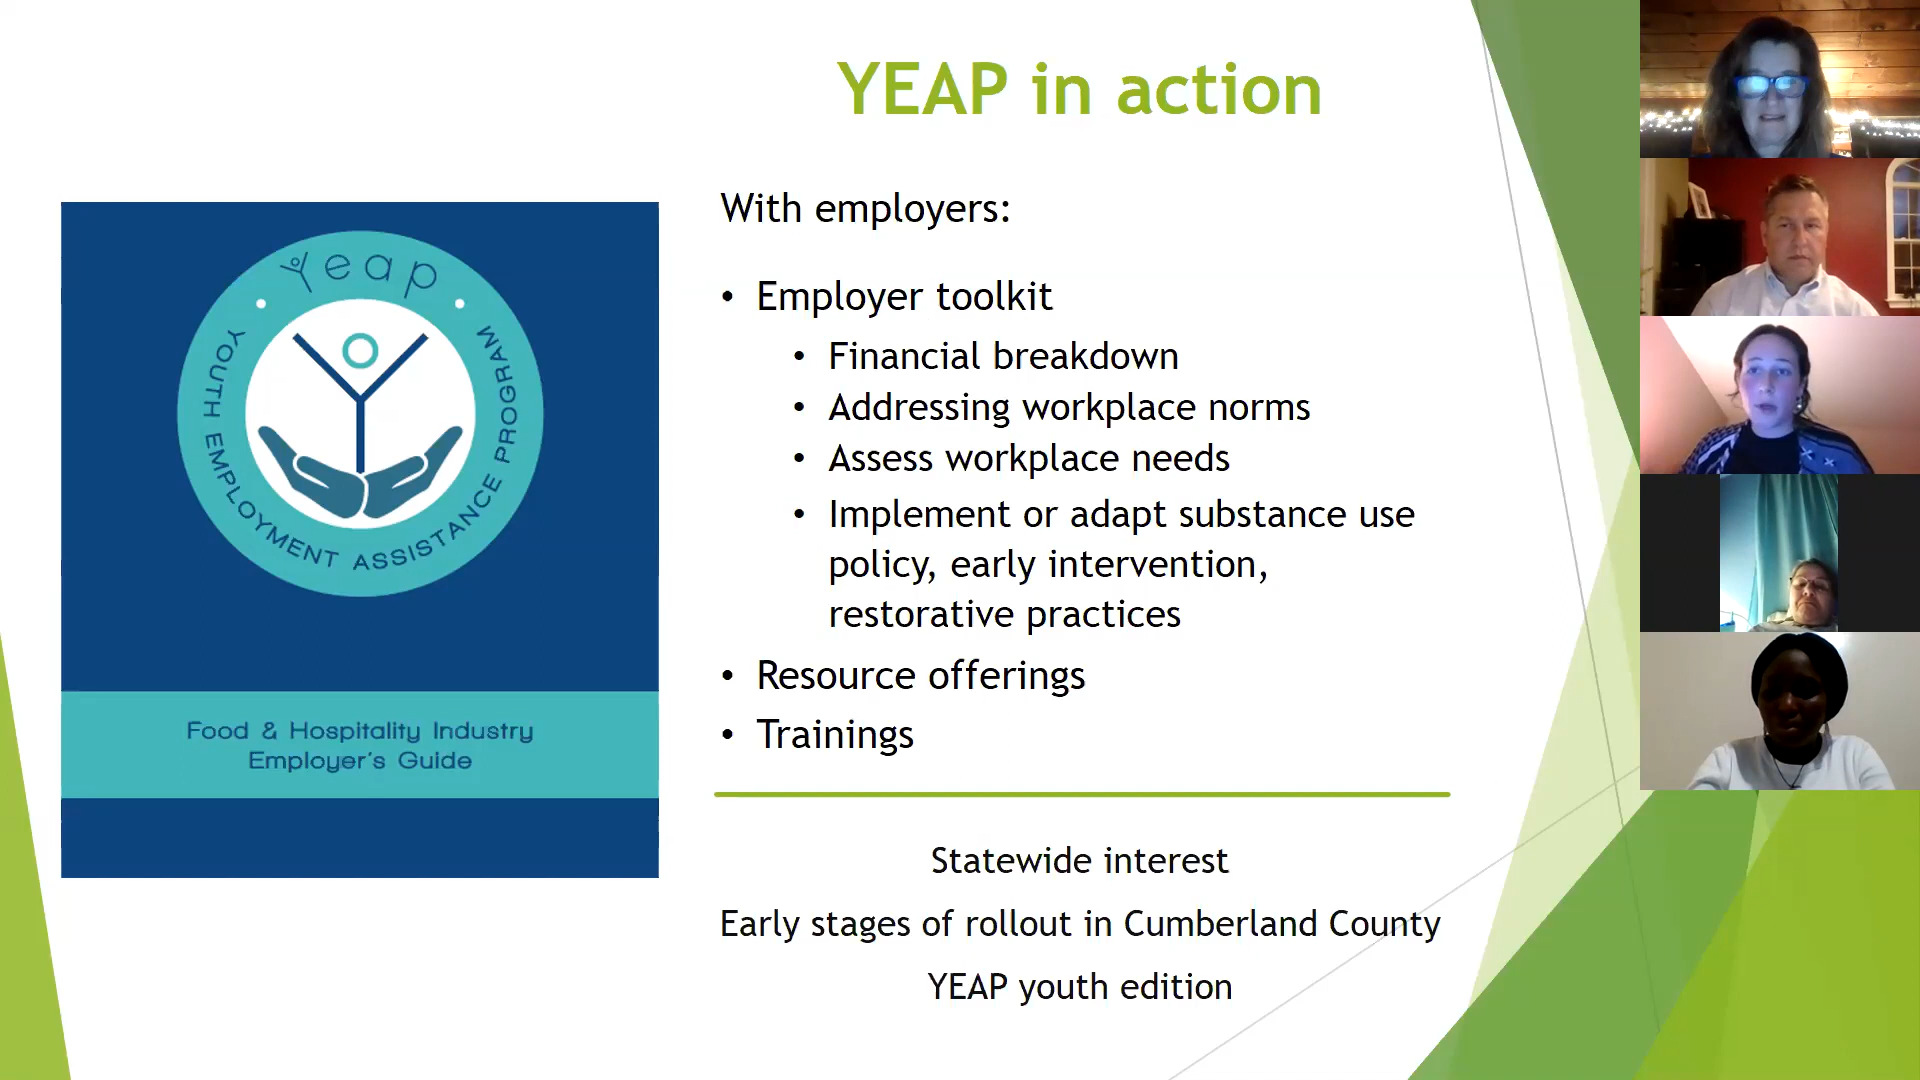 YEAP in action
Yeap
YOUTH EMPLOYMENT ASSISTANCE PROGRAM
Food & Hospitality Industry
Employer's Guide
With employers:
• Employer toolkit
• Financial breakdown
• Addressing workplace norms
• Assess workplace needs
• Implement or adapt substance use
policy, early intervention,
restorative practices
• Resource offerings
• Trainings
Statewide interest
Early stages of rollout in Cumberland County
YEAP youth edition